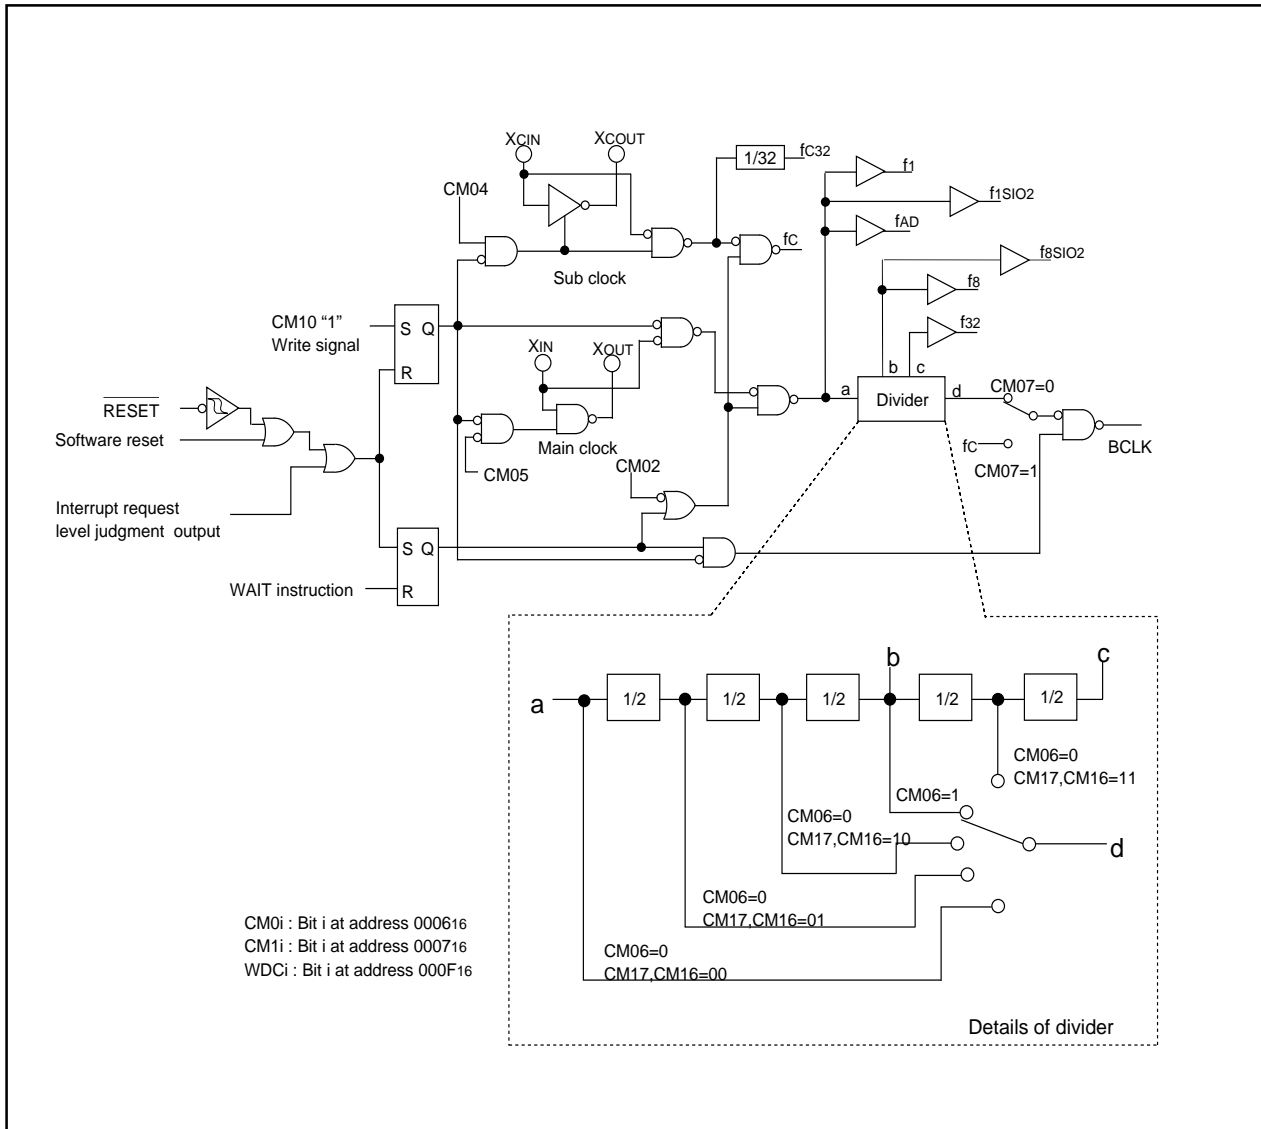 XCIN
XCOUT
1/32
fC32
f1
CM04
f1SIO2
fAD
fC
Sub clock
f8SIO2
f8
f32
CM10 “1”
Write signal
S Q
R
XIN
XOUT
b c
a
Divider
d
CM07=0
RESET
Software reset
Main clock
CM05
CM02
fC
CM07=1
BCLK
Interrupt request
level judgment output
S Q
R
WAIT instruction
a
1/2
1/2
1/2
b
1/2
1/2
c
CM06=0
CM17,CM16=11
CM06=1
CM06=0
CM17,CM16=10
d
CM06=0
CM17,CM16=01
CM06=0
CM17,CM16=00
CM0i : Bit i at address 000616
CM1i : Bit i at address 000716
WDCi : Bit i at address 000F16
Details of divider